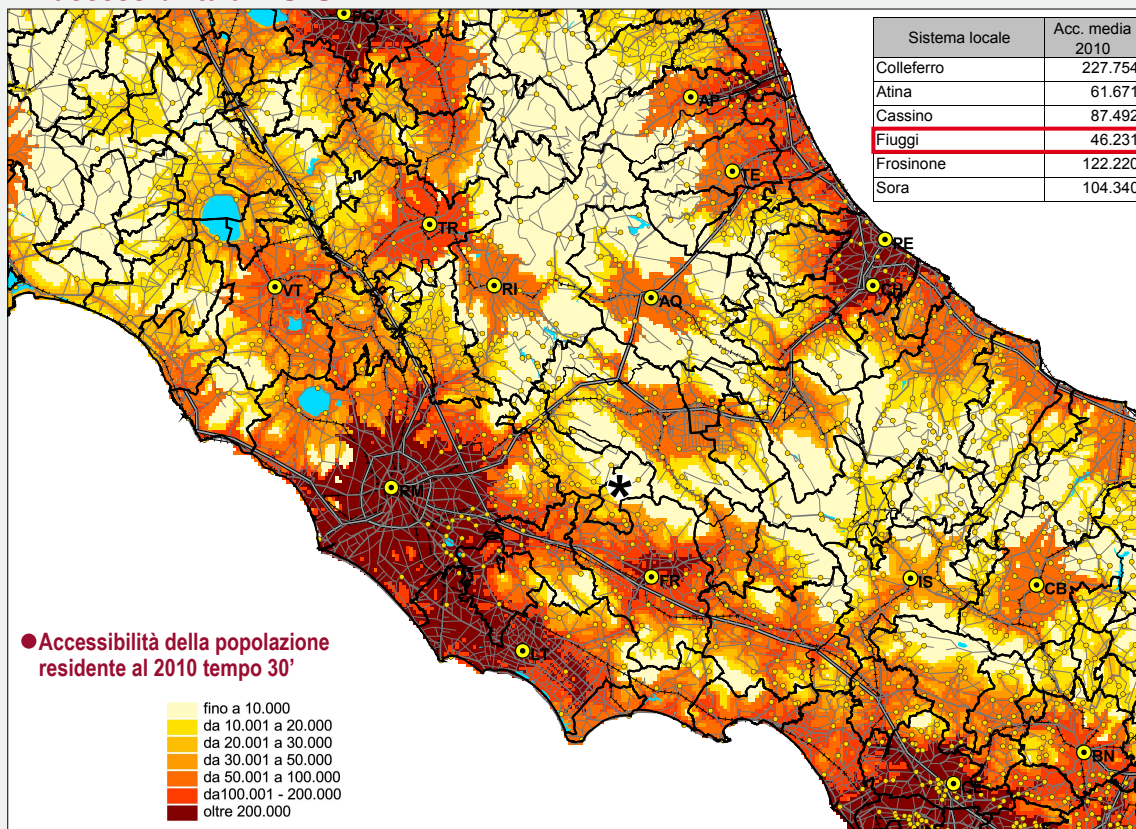 Sistema locale Acc. media 2010
Colleferro 227.754
Atina 61.671
Cassino 87.492
Fiuggi 46.231
Frosinone 122.220
Sora 104.340
PG
AP
TE
TR
PE
RI
VT
AQ
CH
RM
*
FR
IS
CB
LT
BN
CE
●Accessibilità della popolazione
residente al 2010 tempo 30'
fino a 10.000
da 10.001 a 20.000
da 20.001 a 30.000
da 30.001 a 50.000
da 50.001 a 100.000
da100.001 - 200.000
oltre 200.000